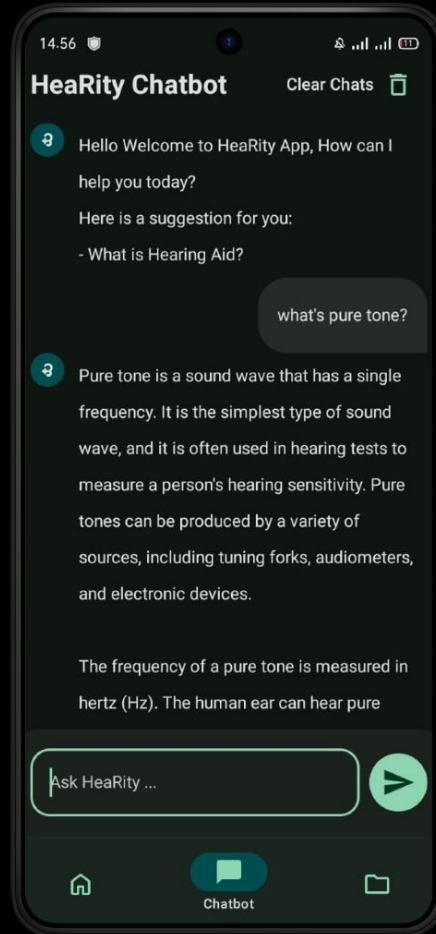 14.56
11
HeaRity Chatbot
Clear Chats
Hello Welcome to HeaRity App, How can I
help you today?
Here is a suggestion for you:
- What is Hearing Aid?
what's pure tone?
Pure tone is a sound wave that has a single
frequency. It is the simplest type of sound
wave, and it is often used in hearing tests to
measure a person's hearing sensitivity. Pure
tones can be produced by a variety of
sources, including tuning forks, audiometers,
and electronic devices.
The frequency of a pure tone is measured in
hertz (Hz). The human ear can hear pure
Ask HeaRity ...
Chatbot